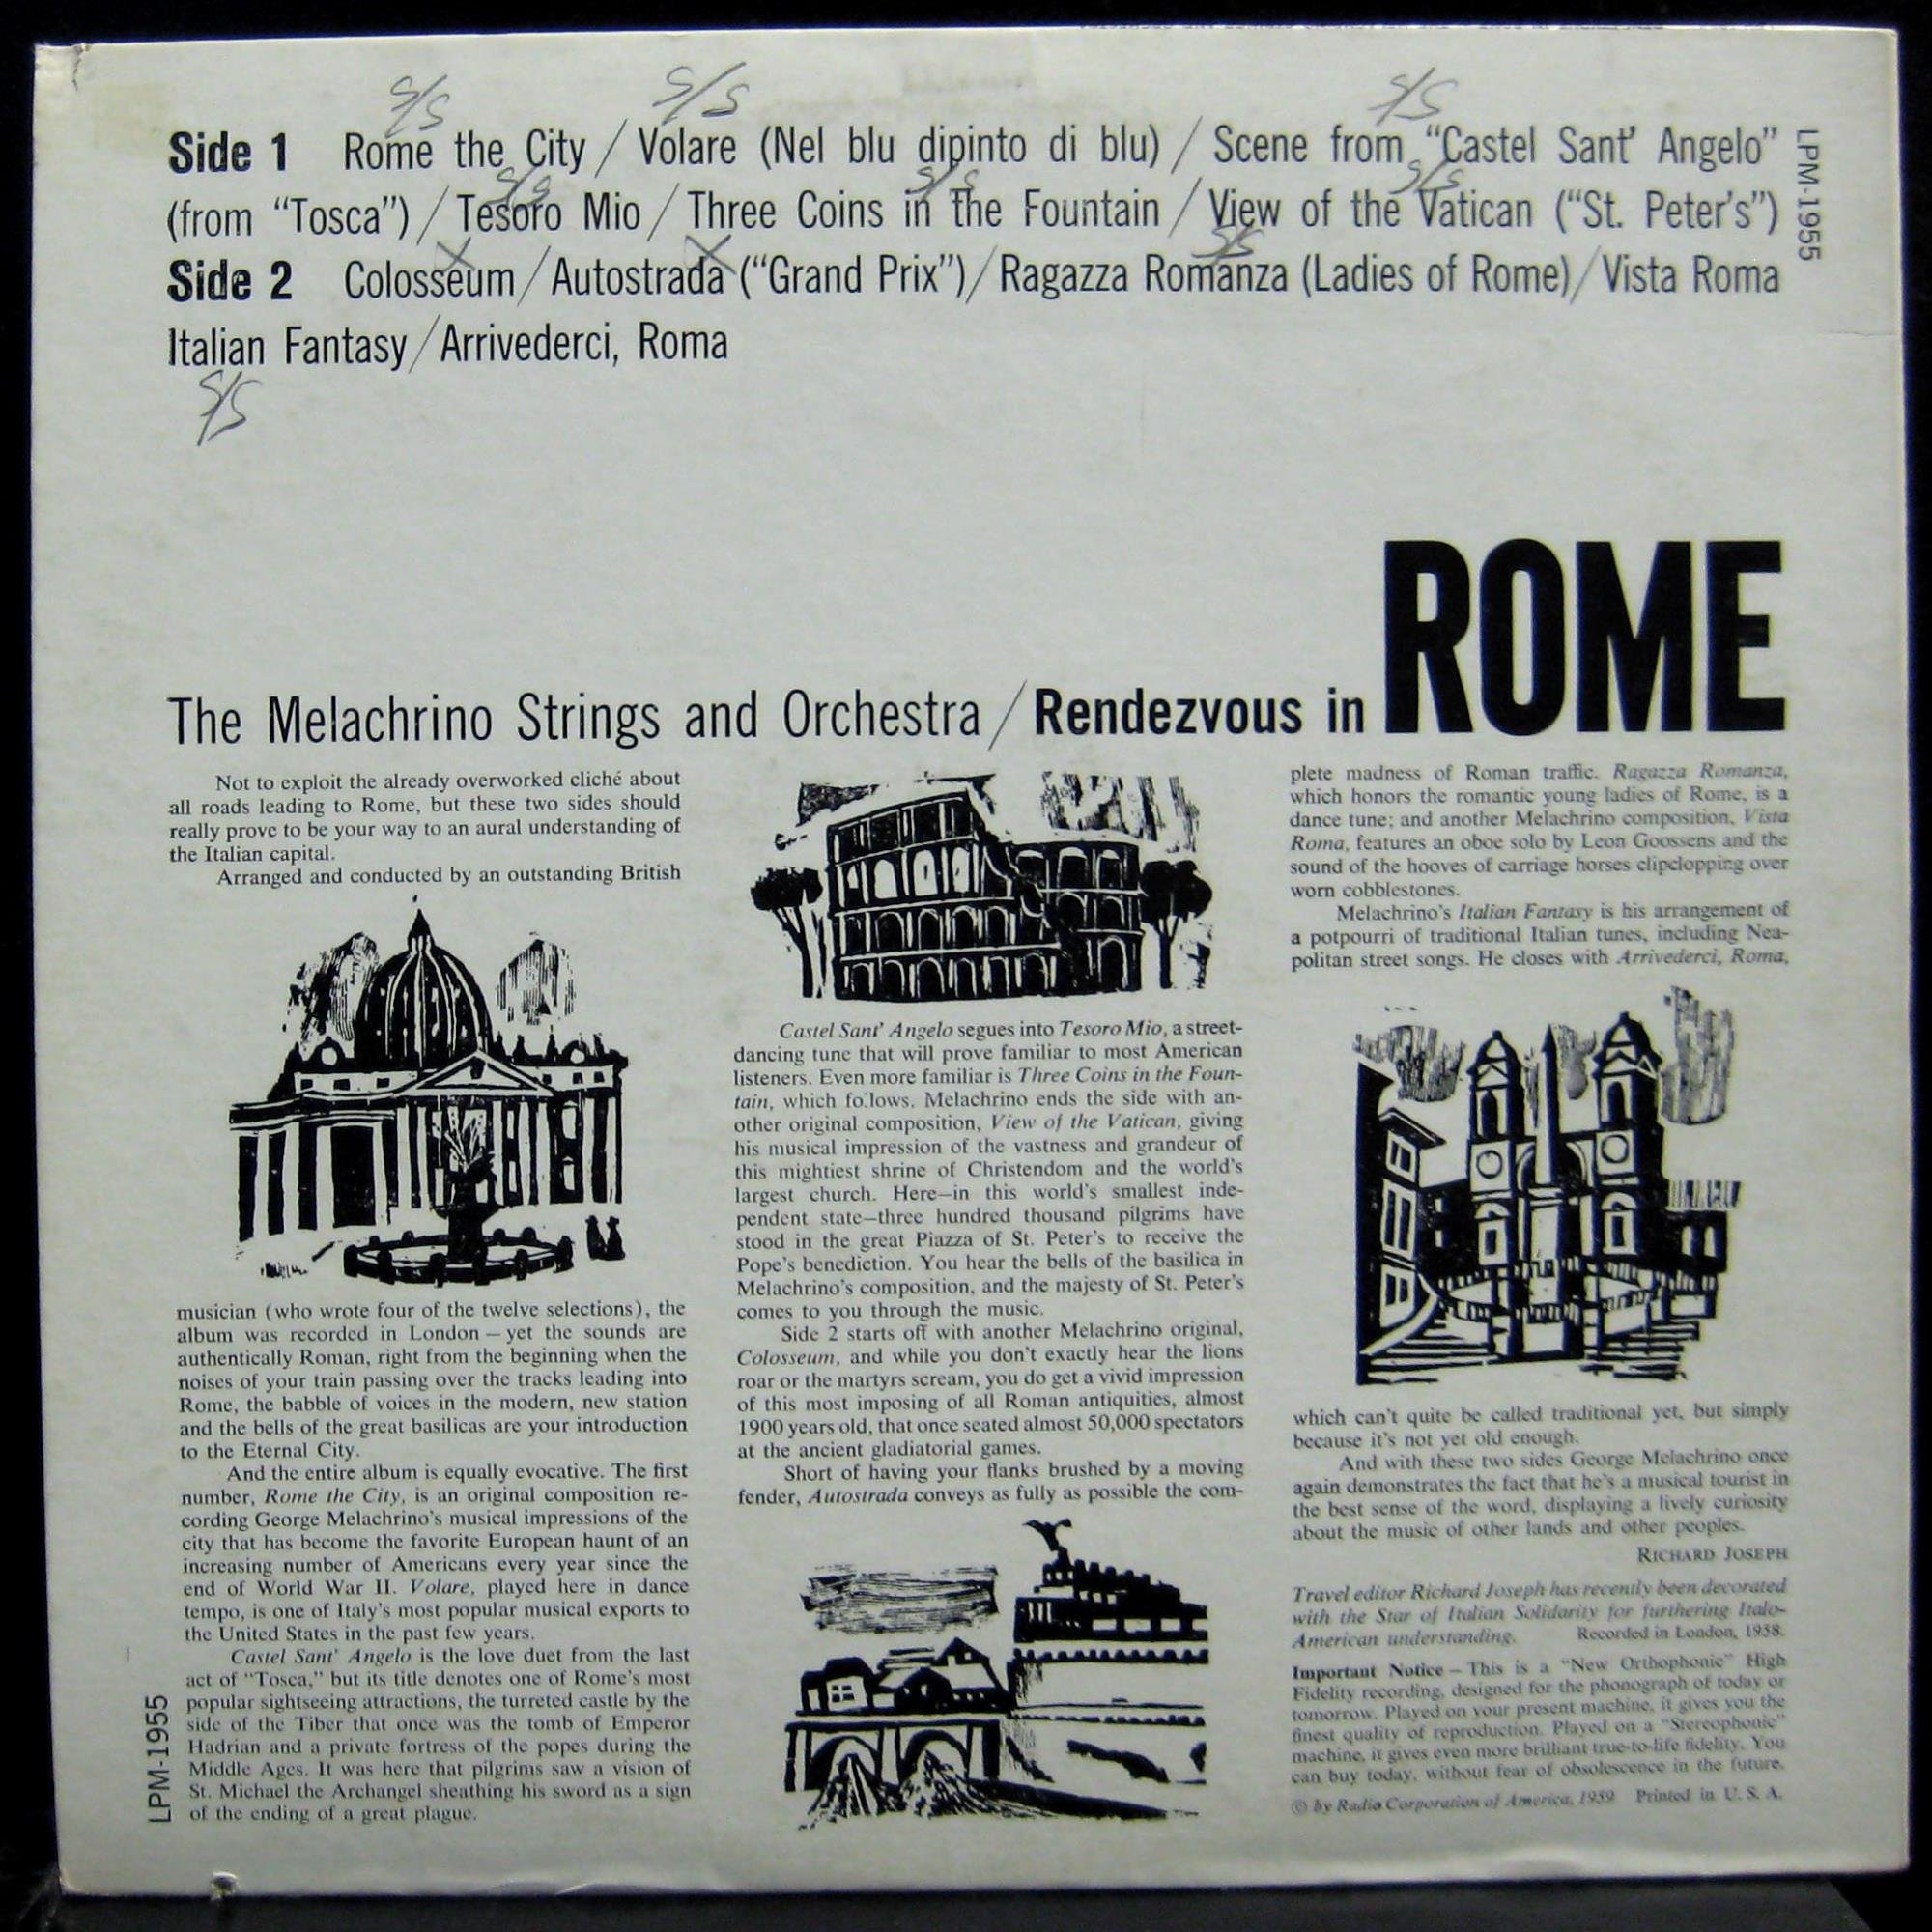 S/S S/S S/S
Side 1 Rome the City / Volare (Nel blu dipinto di blu) / Scene from "Castel Sant' Angelo"
S/S S/S S/S
(from "Tosca") / Tesoro Mio / Three Coins in the Fountain / View of the Vatican ("St. Peter's")
X X S/S
Side 2 Colosseum / Autostrada ("Grand Prix") / Ragazza Romanza (Ladies of Rome) / Vista Roma
Italian Fantasy / Arrivederci, Roma
S/S
LPM-1955
The Melachrino Strings and Orchestra / Rendezvous in ROME
Not to exploit the already overworked cliché about
all roads leading to Rome, but these two sides should
really prove to be your way to an aural understanding of
the Italian capital.
Arranged and conducted by an outstanding British
musician (who wrote four of the twelve selections), the
album was recorded in London – yet the sounds are
authentically Roman, right from the beginning when the
noises of your train passing over the tracks leading into
Rome, the babble of voices in the modern, new station
and the bells of the great basilicas are your introduction
to the Eternal City.
And the entire album is equally evocative. The first
number, Rome the City, is an original composition re-
cording George Melachrino's musical impressions of the
city that has become the favorite European haunt of an
increasing number of Americans every year since the
end of World War II. Volare, played here in dance
tempo, is one of Italy's most popular musical exports to
the United States in the past few years.
Castel Sant' Angelo is the love duet from the last
act of "Tosca," but its title denotes one of Rome's most
popular sightseeing attractions, the turreted castle by the
side of the Tiber that once was the tomb of Emperor
Hadrian and a private fortress of the popes during the
Middle Ages. It was here that pilgrims saw a vision of
St. Michael the Archangel sheathing his sword as a sign
of the ending of a great plague.
LPM-1955
Castel Sant' Angelo segues into Tesoro Mio, a street-
dancing tune that will prove familiar to most American
listeners. Even more familiar is Three Coins in the Foun-
tain, which follows. Melachrino ends the side with an-
other original composition, View of the Vatican, giving
his musical impression of the vastness and grandeur of
this mightiest shrine of Christendom and the world's
largest church. Here—in this world's smallest inde-
pendent state—three hundred thousand pilgrims have
stood in the great Piazza of St. Peter's to receive the
Pope's benediction. You hear the bells of the basilica in
Melachrino's composition, and the majesty of St. Peter's
comes to you through the music.
Side 2 starts off with another Melachrino original,
Colosseum, and while you don't exactly hear the lions
roar or the martyrs scream, you do get a vivid impression
of this most imposing of all Roman antiquities, almost
1900 years old, that once seated almost 50,000 spectators
at the ancient gladiatorial games.
Short of having your flanks brushed by a moving
fender, Autostrada conveys as fully as possible the com-
plete madness of Roman traffic. Ragazza Romanza,
which honors the romantic young ladies of Rome, is a
dance tune; and another Melachrino composition, Vista
Roma, features an oboe solo by Leon Goossens and the
sound of the hooves of carriage horses clipclopping over
worn cobblestones.
Melachrino's Italian Fantasy is his arrangement of
a potpourri of traditional Italian tunes, including Nea-
politan street songs. He closes with Arrivederci, Roma,
which can't quite be called traditional yet, but simply
because it's not yet old enough.
And with these two sides George Melachrino once
again demonstrates the fact that he's a musical tourist in
the best sense of the word, displaying a lively curiosity
about the music of other lands and other peoples.
RICHARD JOSEPH
Travel editor Richard Joseph has recently been decorated
with the Star of Italian Solidarity for furthering Italo-
American understanding. Recorded in London, 1958.
Important Notice – This is a "New Orthophonic" High
Fidelity recording, designed for the phonograph of today or
tomorrow. Played on your present machine, it gives you the
finest quality of reproduction. Played on a "Stereophonic"
machine, it gives even more brilliant true-to-life fidelity. You
can buy today, without fear of obsolescence in the future.
© by Radio Corporation of America, 1959 Printed in U. S. A.